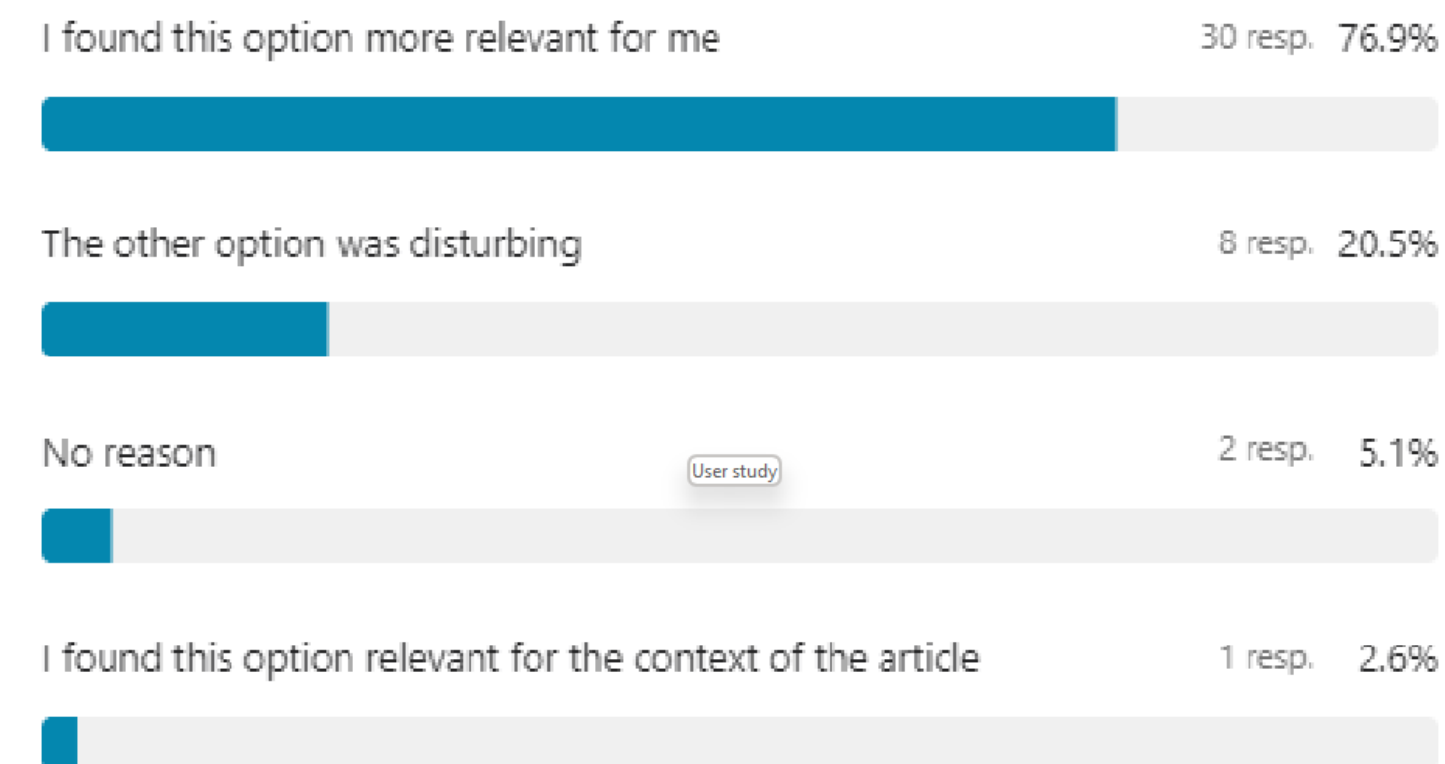 I found this option more relevant for me 30 resp. 76.9%
The other option was disturbing 8 resp. 20.5%
No reason 2 resp. 5.1%
User study
I found this option relevant for the context of the article 1 resp. 2.6%